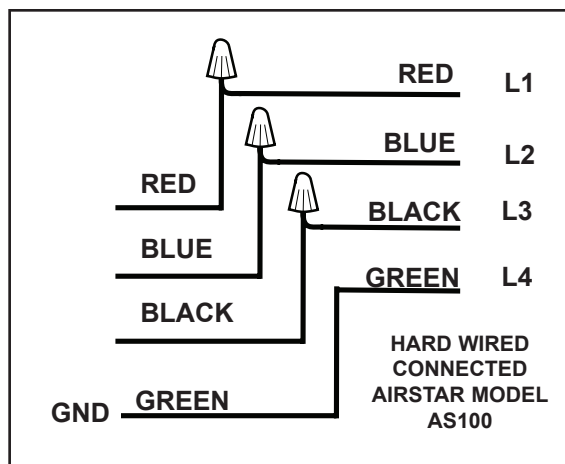 RED L1
BLUE L2
RED
BLACK L3
BLUE
GREEN L4
BLACK
HARD WIRED
CONNECTED
AIRSTAR MODEL
AS100
GND GREEN